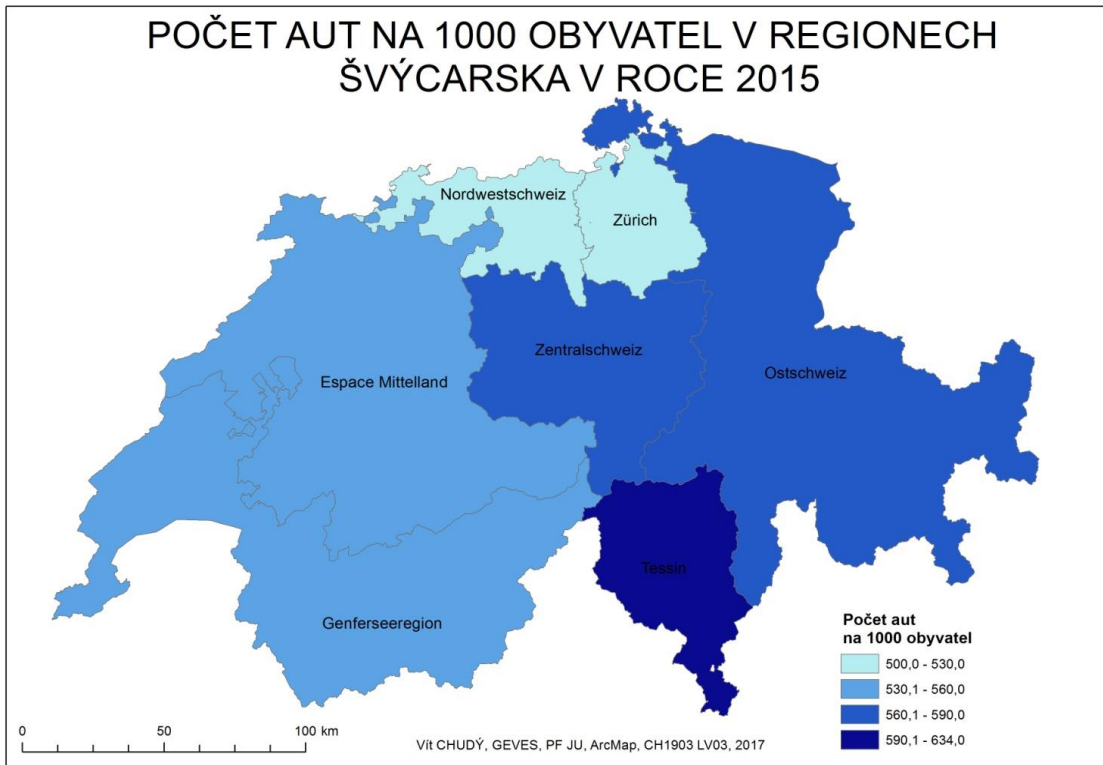 POČET AUT NA 1000 OBYVATEL V REGIONECH
ŠVÝCARSKA V ROCE 2015
Nordwestschweiz
Zürich
Zentralschweiz
Ostschweiz
Espace Mittelland
Tessin
Genferseeregion
Počet aut
na 1000 obyvatel
500,0 - 530,0
530,1 - 560,0
560,1 - 590,0
590,1 - 634,0
0 50 100 km
Vít CHUDÝ, GEVES, PF JU, ArcMap, CH1903 LV03, 2017